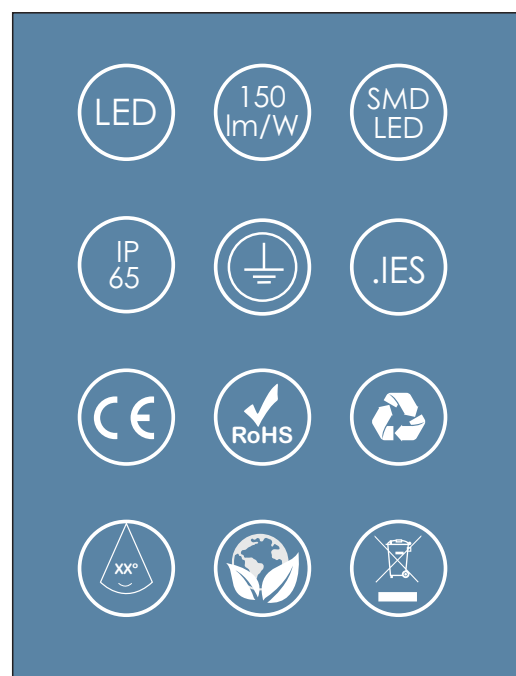 LED
150
lm/W
SMD
LED
IP
65
.IES
CE
RoHS
XX°